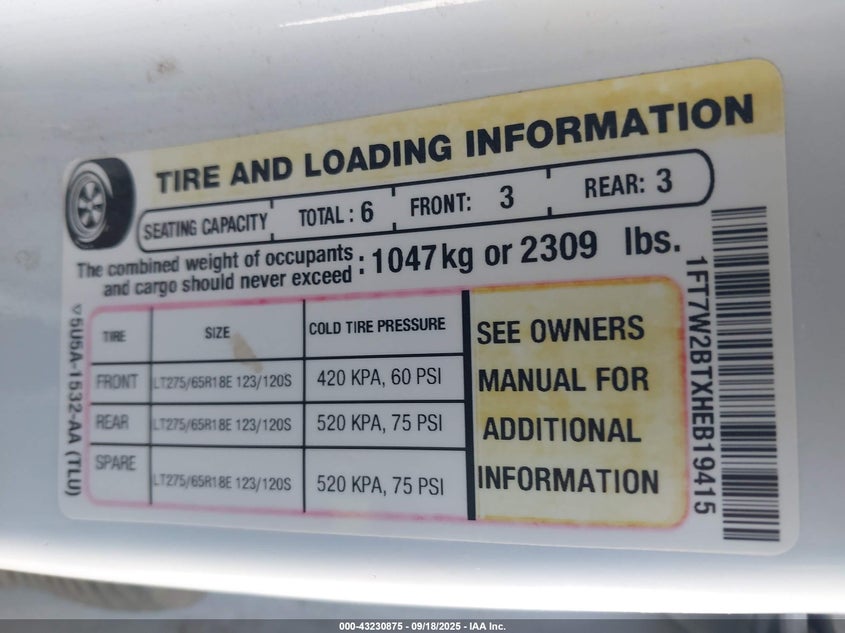 TIRE AND LOADING INFORMATION
SEATING CAPACITY TOTAL : 6 FRONT: 3 REAR: 3
The combined weight of occupants and cargo should never exceed : 1047 kg or 2309 lbs.
TIRE SIZE COLD TIRE PRESSURE
FRONT LT275/65R18E 123/120S 420 KPA, 60 PSI
REAR LT275/65R18E 123/120S 520 KPA, 75 PSI
SPARE LT275/65R18E 123/120S 520 KPA, 75 PSI
SEE OWNERS
MANUAL FOR
ADDITIONAL
INFORMATION
▽5U5A-1532-AA (TLU)
1FT7W2BTXHEB19415
000-43230875 - 09/18/2025 - IAA Inc.